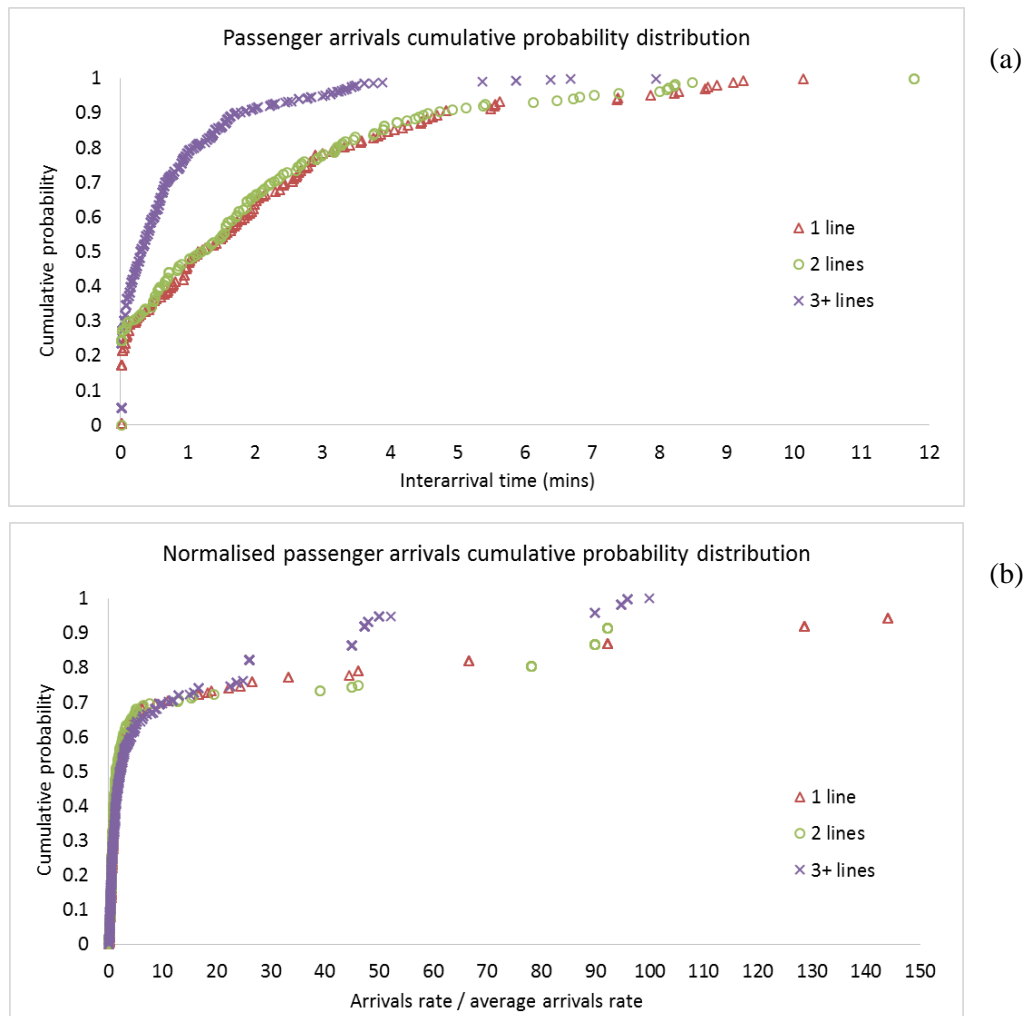 Passenger arrivals cumulative probability distribution
(a)
Cumulative probability
1
0.9
0.8
0.7
0.6
0.5
0.4
0.3
0.2
0.1
0
1 line
2 lines
3+ lines
0 1 2 3 4 5 6 7 8 9 10 11 12
Interarrival time (mins)
Normalised passenger arrivals cumulative probability distribution
(b)
Cumulative probability
1
0.9
0.8
0.7
0.6
0.5
0.4
0.3
0.2
0.1
0
1 line
2 lines
3+ lines
0 10 20 30 40 50 60 70 80 90 100 110 120 130 140 150
Arrivals rate / average arrivals rate